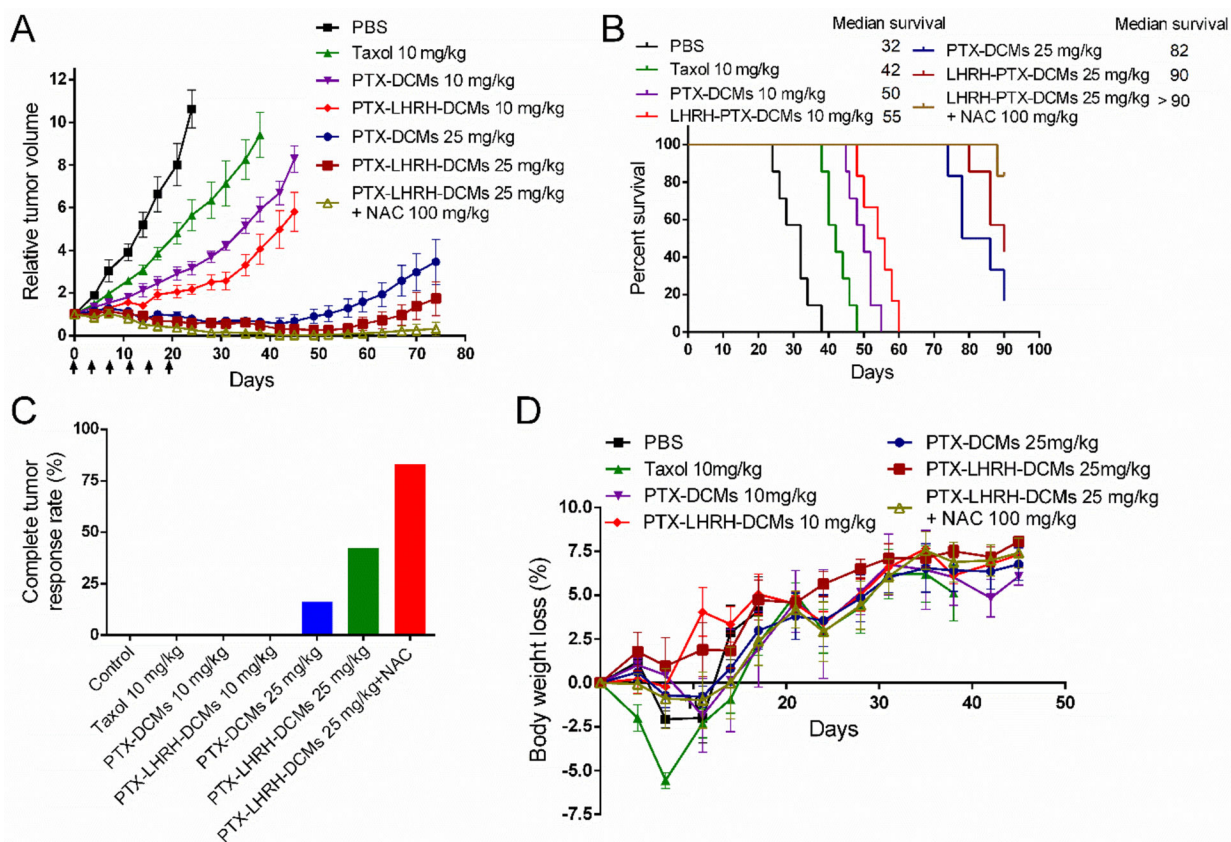 A
PBS
Taxol 10 mg/kg
PTX-DCMs 10 mg/kg
PTX-LHRH-DCMs 10 mg/kg
PTX-DCMs 25 mg/kg
PTX-LHRH-DCMs 25 mg/kg
PTX-LHRH-DCMs 25 mg/kg
+ NAC 100 mg/kg
Relative tumor volume
12
10
8
6
4
2
0
0 10 20 30 40 50 60 70 80
Days
B
Median survival
PBS 32
Taxol 10 mg/kg 42
PTX-DCMs 10 mg/kg 50
LHRH-PTX-DCMs 10 mg/kg 55
Median survival
PTX-DCMs 25 mg/kg 82
LHRH-PTX-DCMs 25 mg/kg 90
LHRH-PTX-DCMs 25 mg/kg > 90
+ NAC 100 mg/kg
Percent survival
100
80
60
40
20
0
0 10 20 30 40 50 60 70 80 90 100
Days
C
Complete tumor
response rate (%)
100
75
50
25
0
Control
Taxol 10 mg/kg
PTX-DCMs 10 mg/kg
PTX-LHRH-DCMs 10 mg/kg
PTX-DCMs 25 mg/kg
PTX-LHRH-DCMs 25 mg/kg
PTX-LHRH-DCMs 25 mg/kg+NAC
D
PBS
Taxol 10mg/kg
PTX-DCMs 10mg/kg
PTX-LHRH-DCMs 10 mg/kg
PTX-DCMs 25mg/kg
PTX-LHRH-DCMs 25mg/kg
PTX-LHRH-DCMs 25 mg/kg
+ NAC 100 mg/kg
Body weight loss (%)
10.0
7.5
5.0
2.5
0.0
-2.5
-5.0
-7.5
20 30 40 50
Days